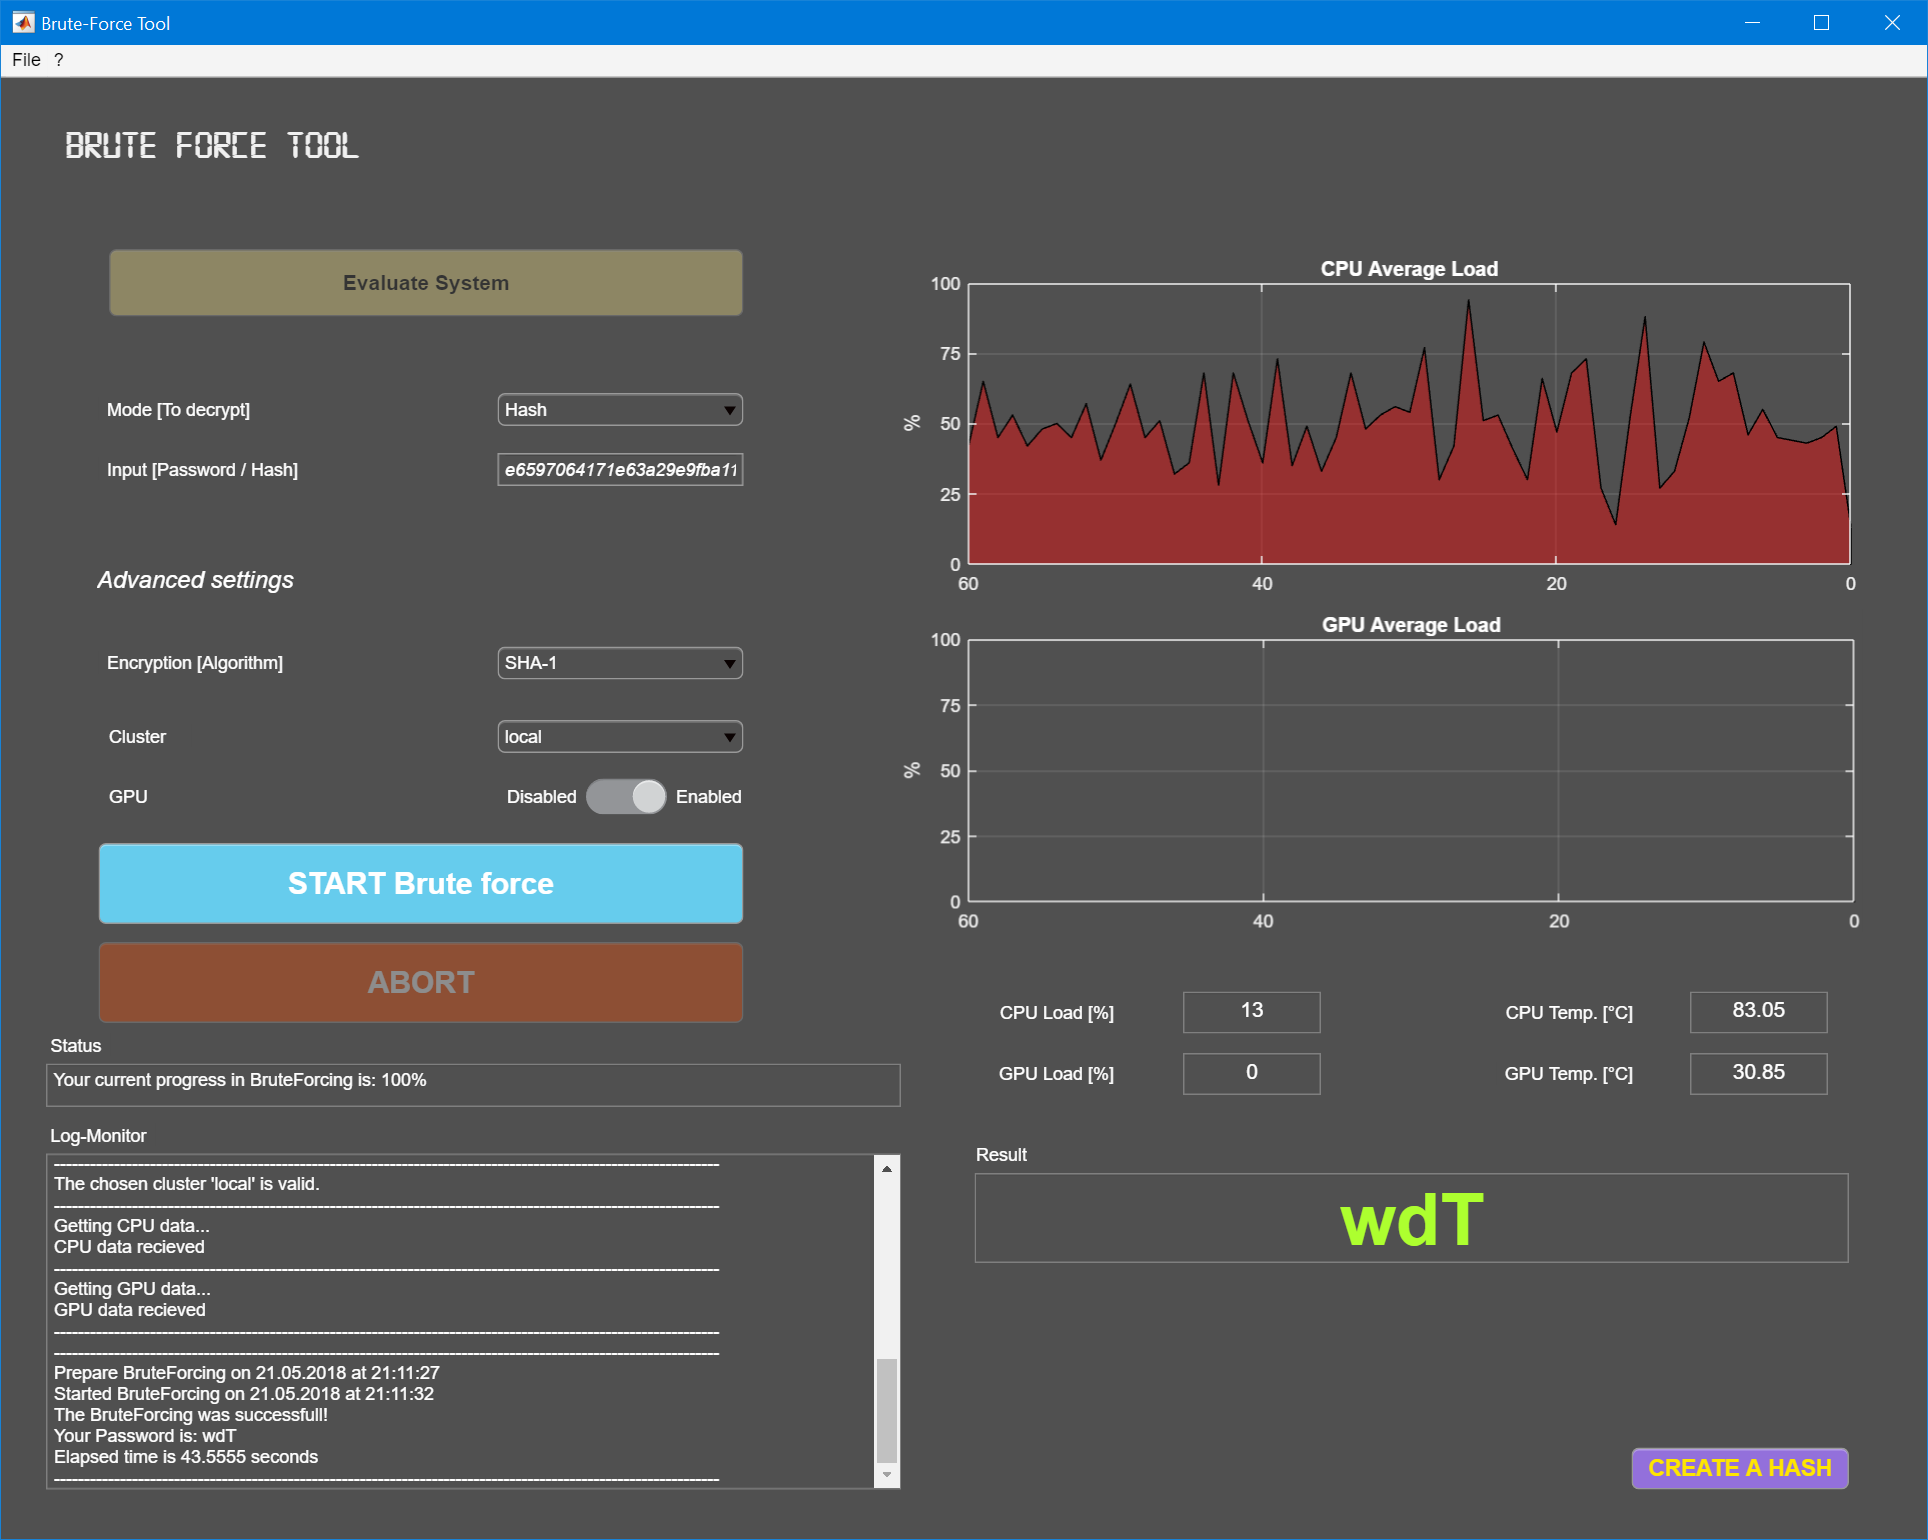 Brute-Force Tool
File ?
BRUTE FORCE TOOL
Evaluate System
Mode [To decrypt]
Hash
Input [Password / Hash]
e6597064171e63a29e9fba11
Advanced settings
Encryption [Algorithm]
SHA-1
Cluster
local
GPU
Disabled
Enabled
START Brute force
ABORT
Status
Your current progress in BruteForcing is: 100%
Log-Monitor
The chosen cluster 'local' is valid.
Getting CPU data...
CPU data recieved
Getting GPU data...
GPU data recieved
Prepare BruteForcing on 21.05.2018 at 21:11:27
Started BruteForcing on 21.05.2018 at 21:11:32
The BruteForcing was successfull!
Your Password is: wdT
Elapsed time is 43.5555 seconds
CPU Average Load
100
75
50
25
0
%
60 40 20 0
GPU Average Load
100
75
50
25
0
%
60 40 20 0
CPU Load [%] 13
CPU Temp. [°C] 83.05
GPU Load [%] 0
GPU Temp. [°C] 30.85
Result
wdT
CREATE A HASH